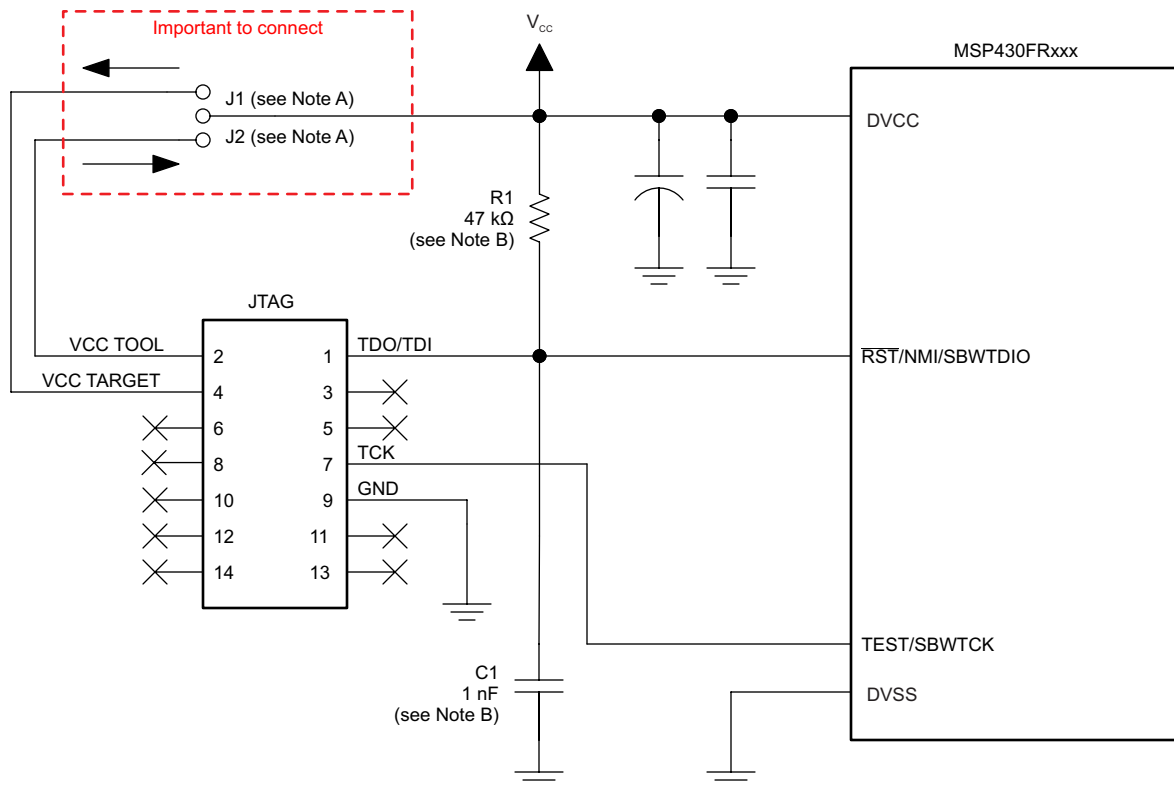 Important to connect
VCC
MSP430FRxxx
J1 (see Note A)
J2 (see Note A)
DVCC
R1
47 kΩ
(see Note B)
JTAG
VCC TOOL
2
1
TDO/TDI
RST/NMI/SBWTDIO
VCC TARGET
4
3
6
5
8
7
TCK
10
9
GND
12
11
14
13
TEST/SBWTCK
C1
1 nF
(see Note B)
DVSS